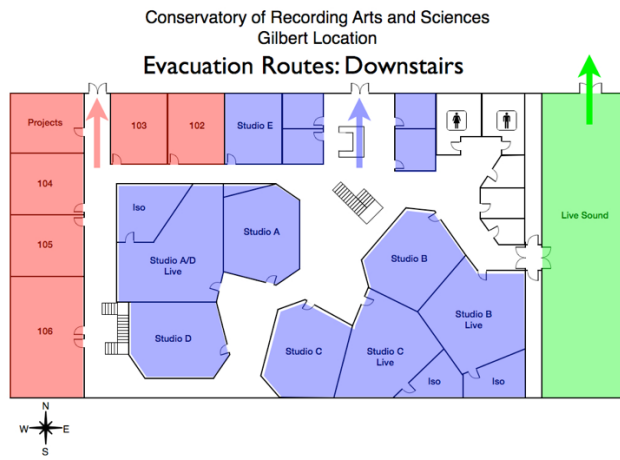 Conservatory of Recording Arts and Sciences
Gilbert Location
Evacuation Routes: Downstairs
Projects
103
102
Studio E
104
Iso
Studio A
Live Sound
105
Studio A/D
Live
Studio B
106
Studio B
Live
Studio D
Studio C
Studio C
Live
Iso
Iso
N
W
E
S